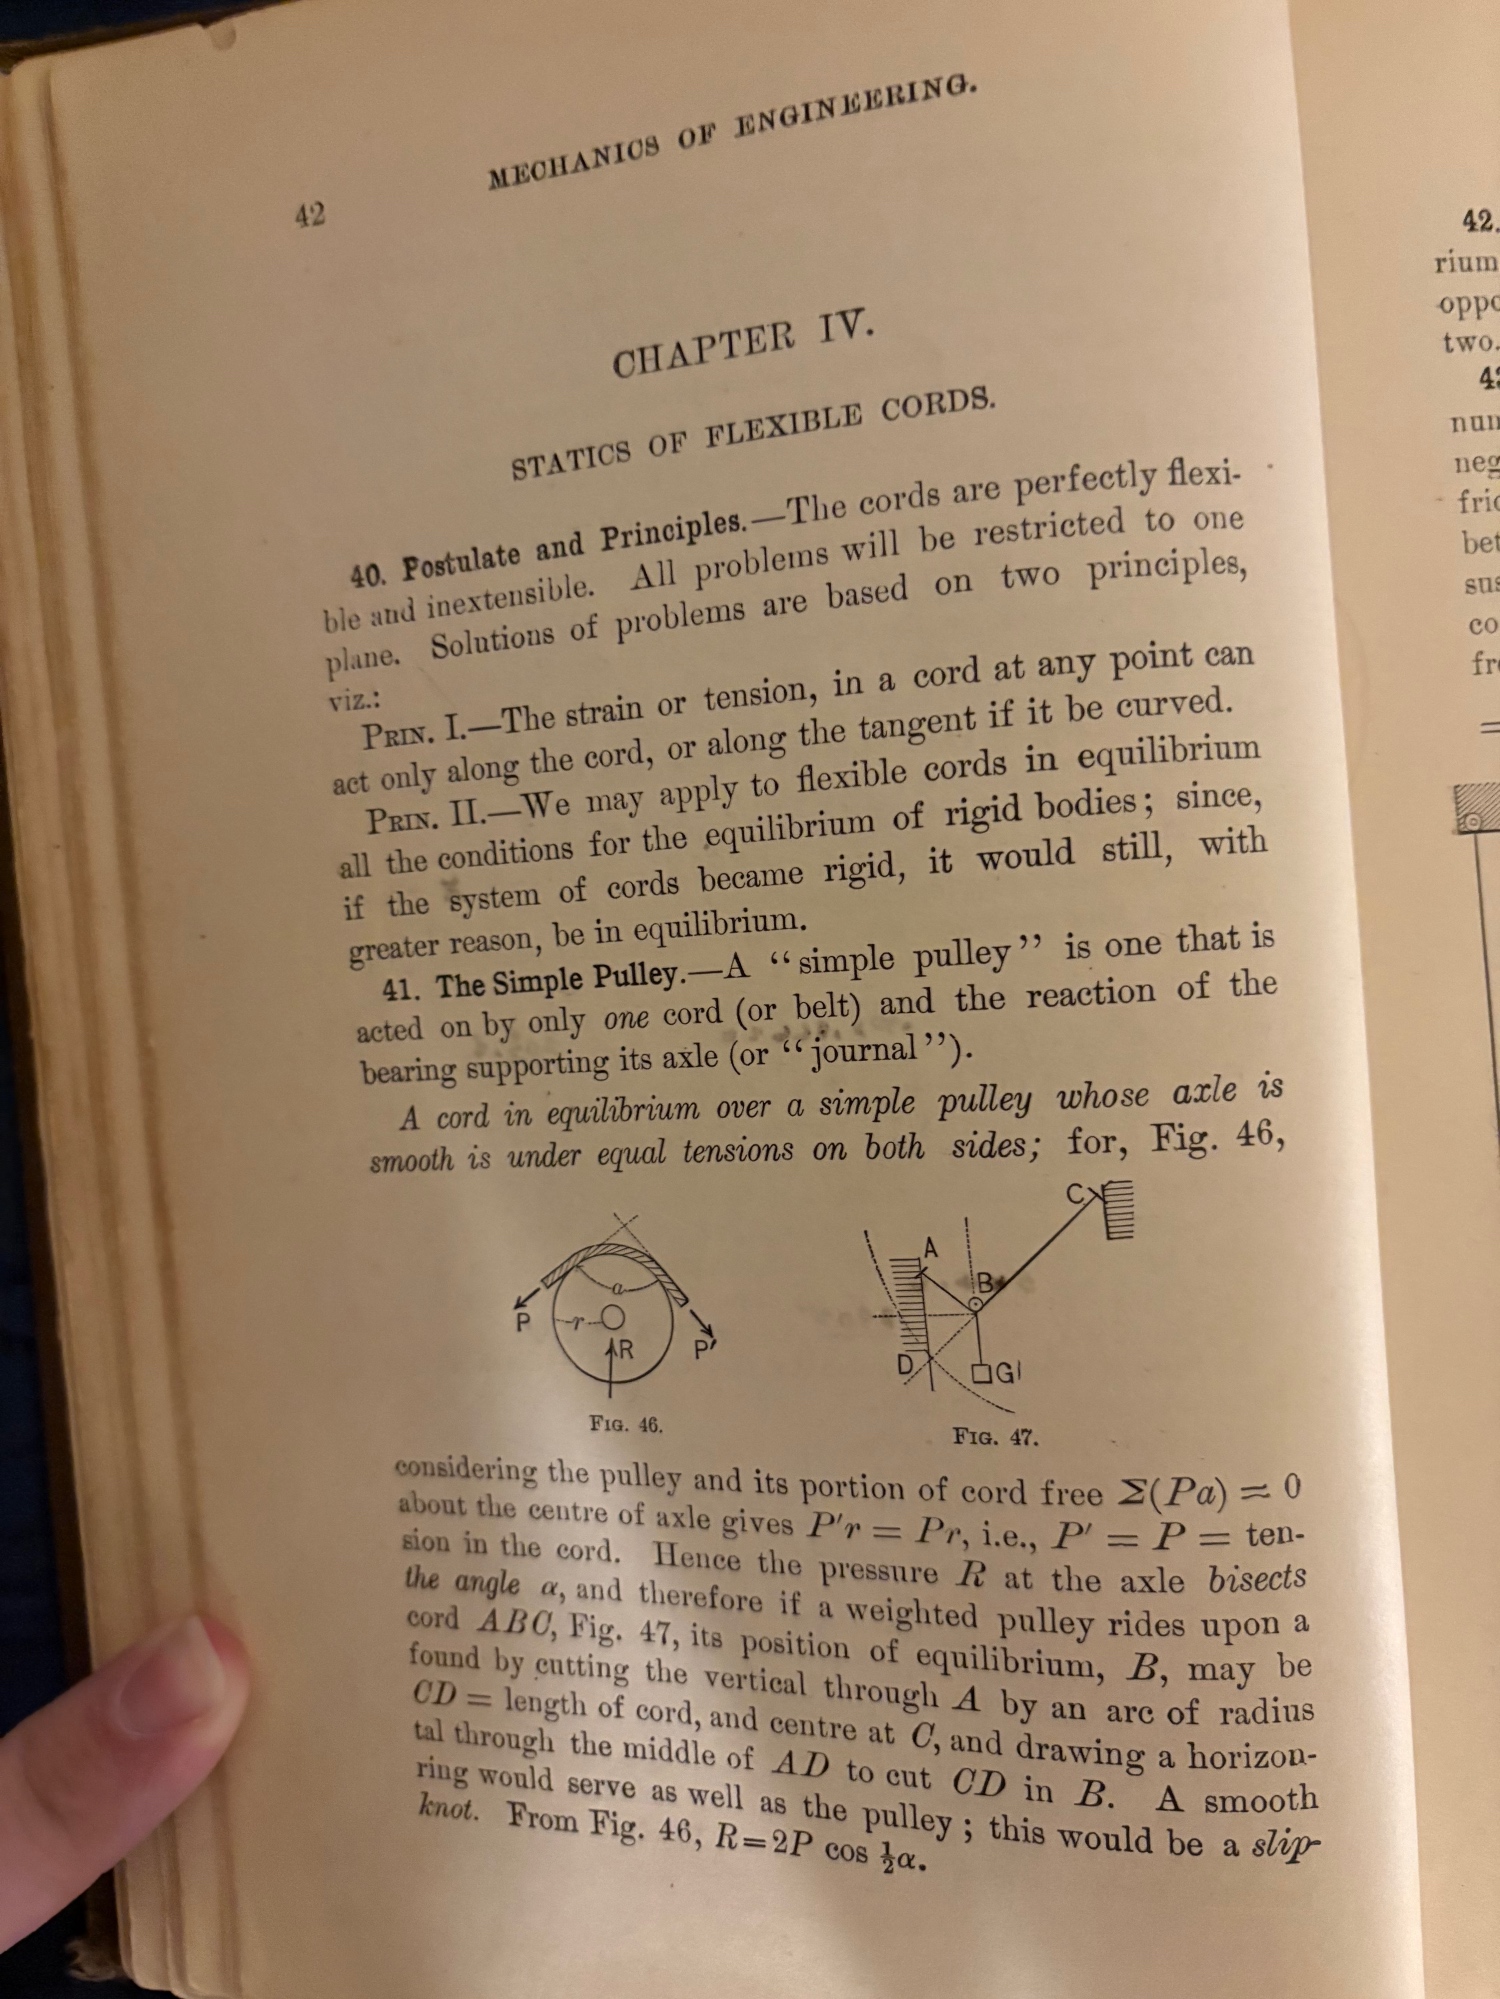 MECHANICS OF ENGINEERING.
42
CHAPTER IV.
STATICS OF FLEXIBLE CORDS.
40. Postulate and Principles.—The cords are perfectly flexi-
ble and inextensible. All problems will be restricted to one
plane. Solutions of problems are based on two principles,
viz.:
PRIN. I.—The strain or tension, in a cord at any point can
act only along the cord, or along the tangent if it be curved.
PRIN. II.—We may apply to flexible cords in equilibrium
all the conditions for the equilibrium of rigid bodies; since,
if the system of cords became rigid, it would still, with
greater reason, be in equilibrium.
41. The Simple Pulley.—A “simple pulley” is one that is
acted on by only one cord (or belt) and the reaction of the
bearing supporting its axle (or “journal”).
A cord in equilibrium over a simple pulley whose axle is
smooth is under equal tensions on both sides; for, Fig. 46,
P
r
a
R
P'
FIG. 46.
A
B
C
D
G
FIG. 47.
considering the pulley and its portion of cord free Σ(Pa) = 0
about the centre of axle gives P'r = Pr, i.e., P' = P = ten-
sion in the cord. Hence the pressure R at the axle bisects
the angle α, and therefore if a weighted pulley rides upon a
cord ABC, Fig. 47, its position of equilibrium, B, may be
found by cutting the vertical through A by an arc of radius
CD = length of cord, and centre at C, and drawing a horizon-
tal through the middle of AD to cut CD in B. A smooth
ring would serve as well as the pulley; this would be a slip-
knot. From Fig. 46, R=2P cos ½α.
42.
rium
two.